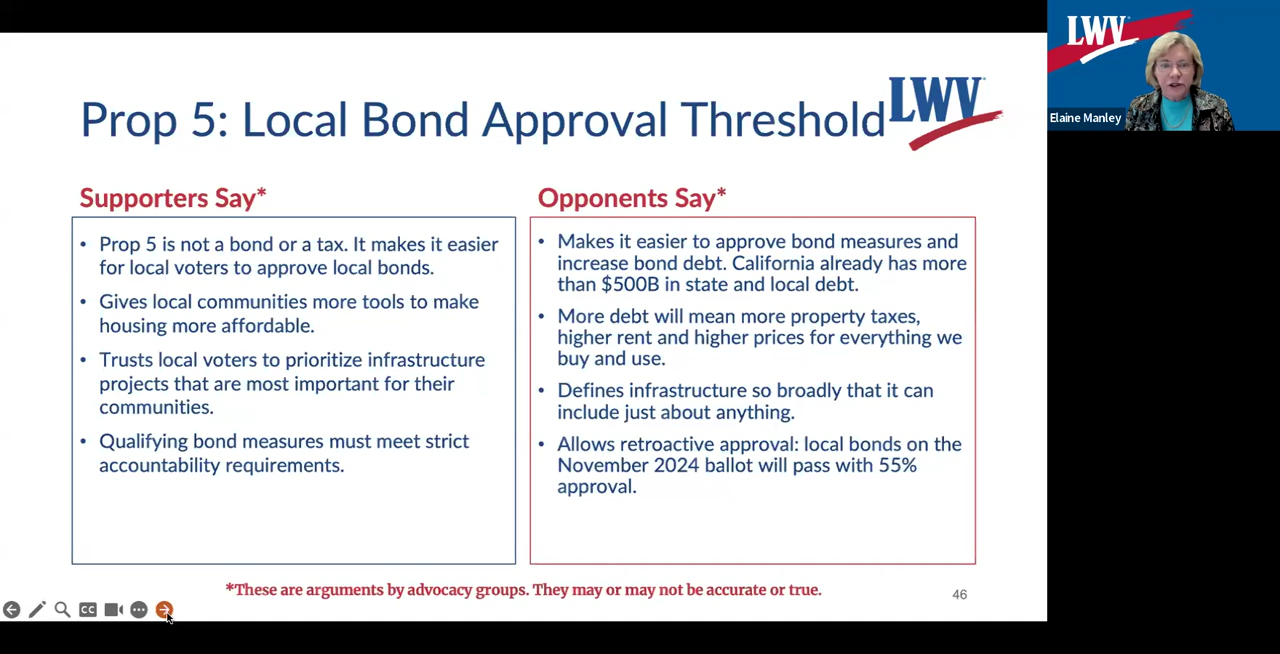 Prop 5: Local Bond Approval Threshold
LWV
Supporters Say*
• Prop 5 is not a bond or a tax. It makes it easier
for local voters to approve local bonds.
• Gives local communities more tools to make
housing more affordable.
• Trusts local voters to prioritize infrastructure
projects that are most important for their
communities.
• Qualifying bond measures must meet strict
accountability requirements.
Opponents Say*
• Makes it easier to approve bond measures and
increase bond debt. California already has more
than $500B in state and local debt.
• More debt will mean more property taxes,
higher rent and higher prices for everything we
buy and use.
• Defines infrastructure so broadly that it can
include just about anything.
• Allows retroactive approval: local bonds on the
November 2024 ballot will pass with 55%
approval.
*These are arguments by advocacy groups. They may or may not be accurate or true.
46
CC
LWV
Elaine Manley